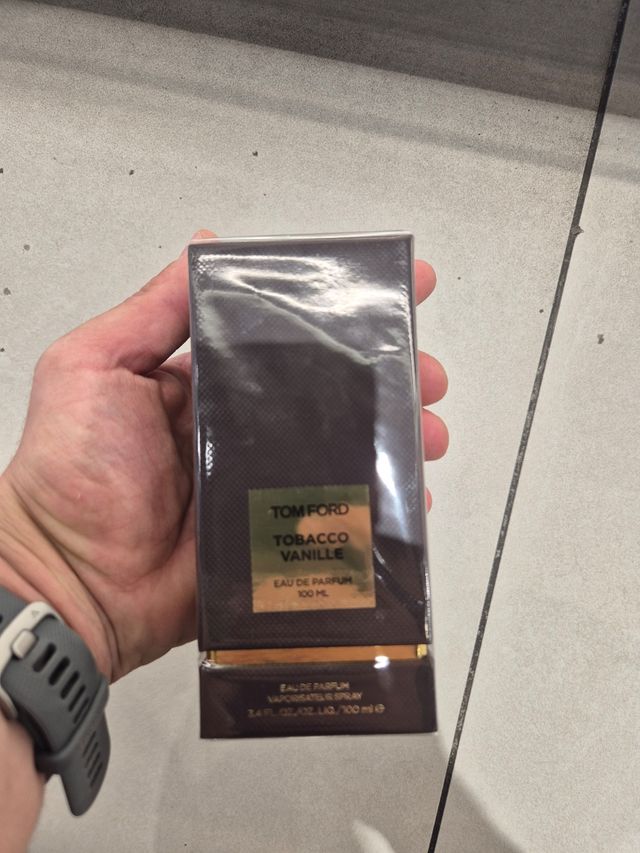 TOM FORD
TOBACCO
VANILLE
EAU DE PARFUM
100 ML
EAU DE PARFUM
VAPORISATEUR SPRAY
3.4 FL. OZ./OZ. LIQ./100 ml ℮